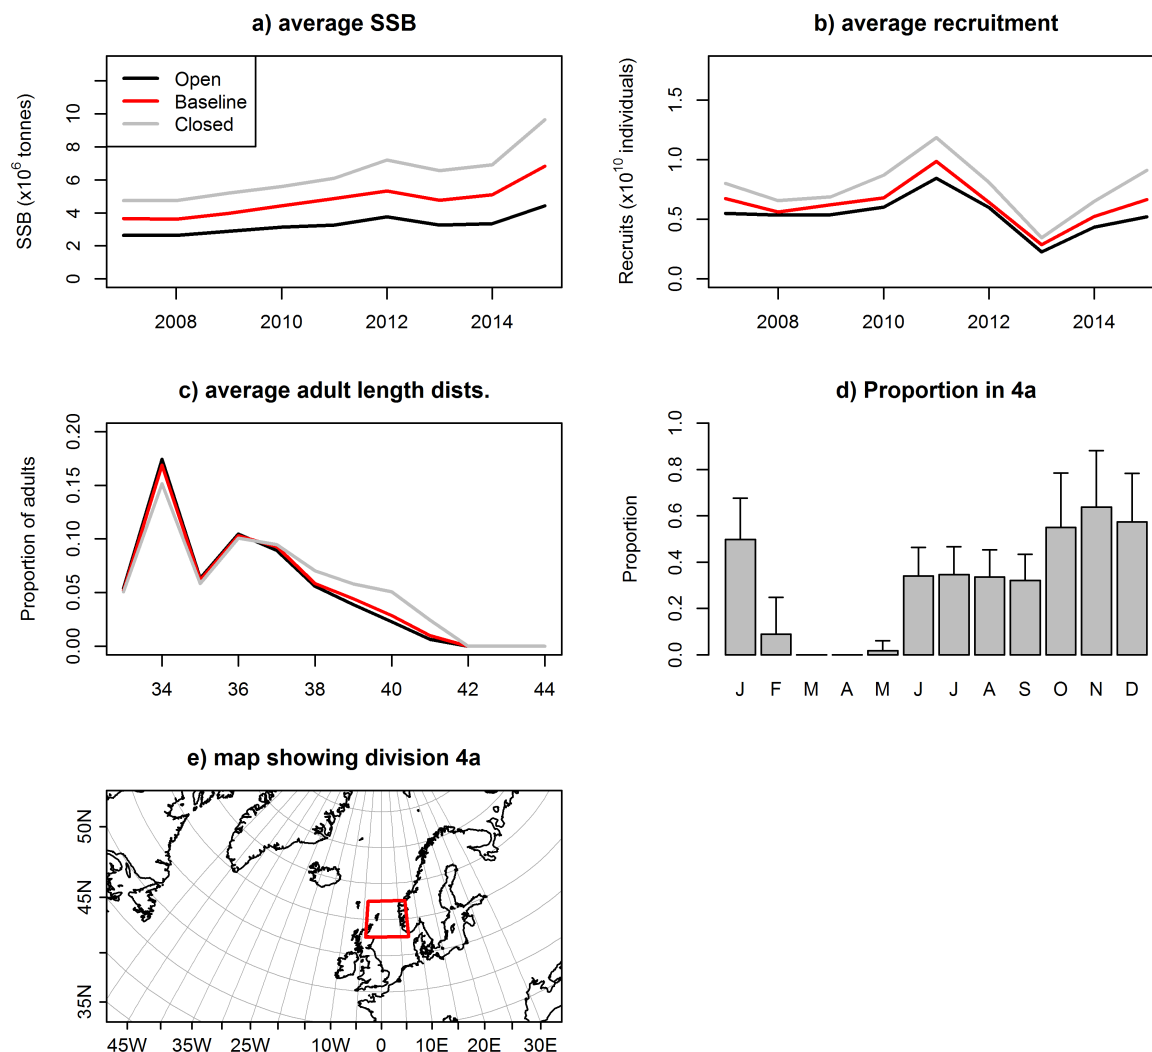 a) average SSB
SSB (x10⁶ tonnes)
0 2 4 6 8 10
Open
Baseline
Closed
2008 2010 2012 2014
b) average recruitment
Recruits (x10¹⁰ individuals)
0.0 0.5 1.0 1.5
2008 2010 2012 2014
c) average adult length dists.
Proportion of adults
0.00 0.05 0.10 0.15 0.20
34 36 38 40 42 44
d) Proportion in 4a
Proportion
0.0 0.2 0.4 0.6 0.8 1.0
J F M A M J J A S O N D
e) map showing division 4a
35N 45N 50N
45W 35W 25W 10W 0 10E 20E 30E